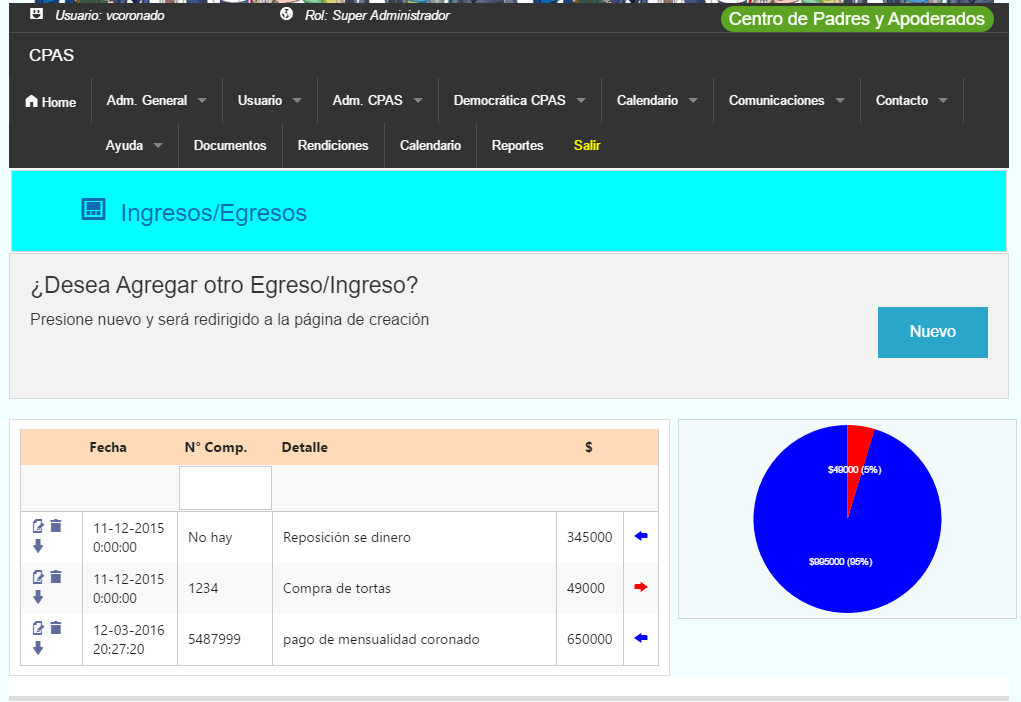 Usuario: vcoronado Rol: Super Administrador Centro de Padres y Apoderados
CPAS
Home Adm. General Usuario Adm. CPAS Democrática CPAS Calendario Comunicaciones Contacto
Ayuda Documentos Rendiciones Calendario Reportes Salir
Ingresos/Egresos
¿Desea Agregar otro Egreso/Ingreso?
Presione nuevo y será redirigido a la página de creación
Nuevo
Fecha N° Comp. Detalle $
11-12-2015
0:00:00
No hay Reposición se dinero 345000
11-12-2015
0:00:00
1234 Compra de tortas 49000
12-03-2016
20:27:20
5487999 pago de mensualidad coronado 650000
$49000 (5%)
$995000 (95%)